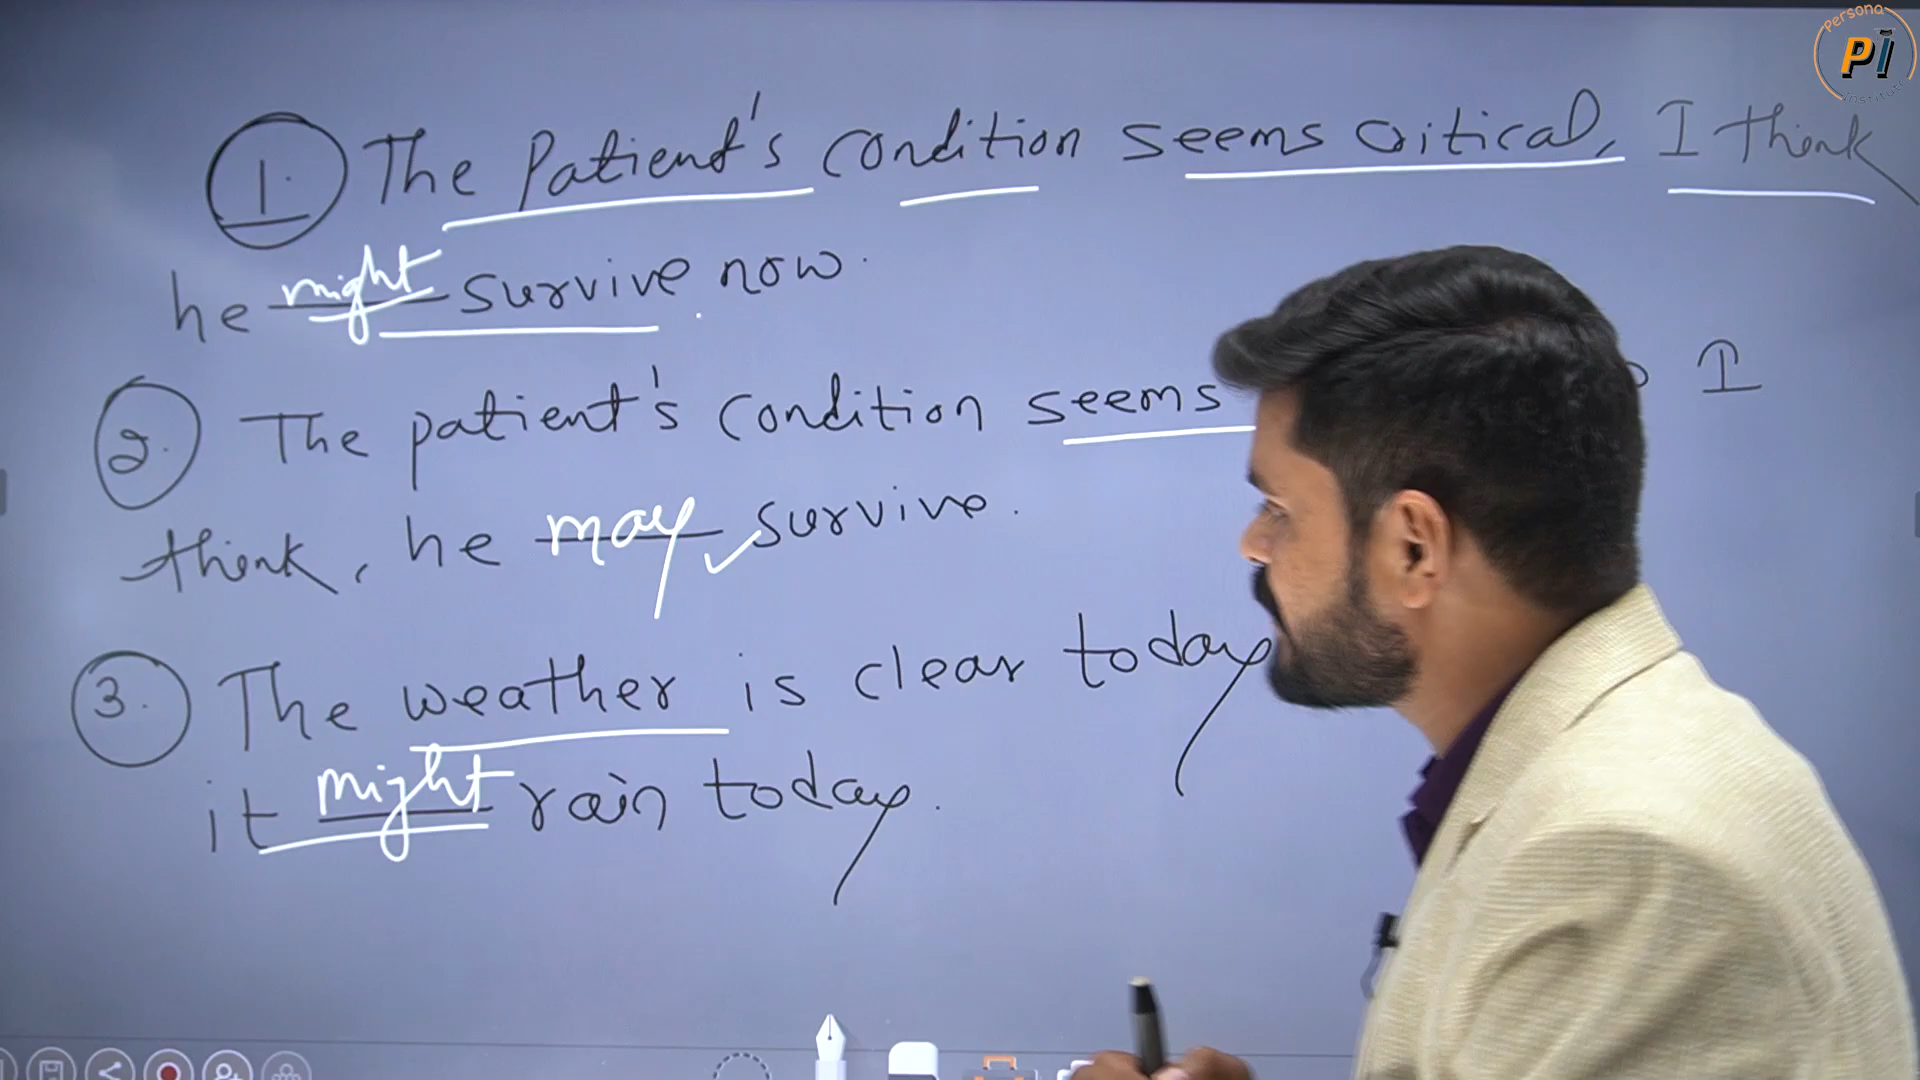 Persona
Pi
institute
1. The Patient's condition seems critical, I think
he might survive now.
2. The patient's condition seems I
think, he may survive.
3. The weather is clear today
it might rain today.